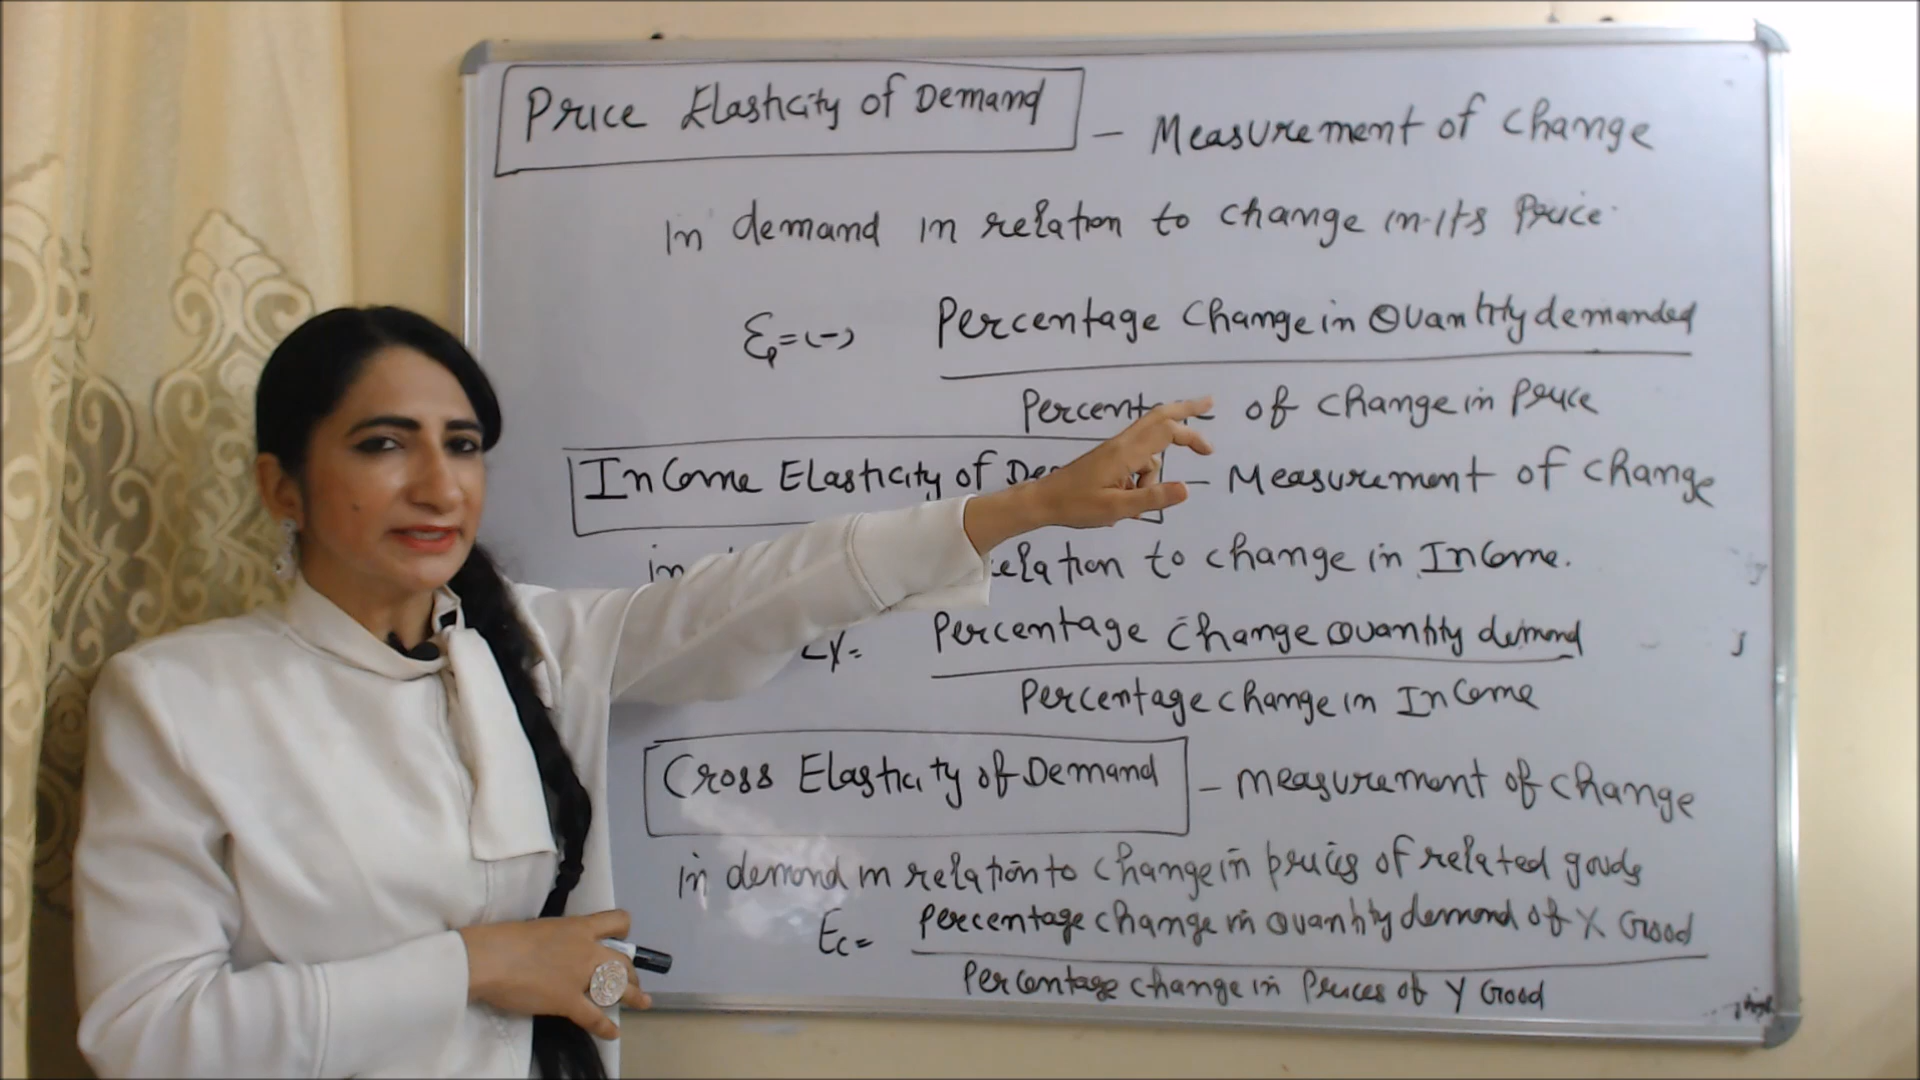 Price Elasticity of Demand - Measurement of change
in demand in relation to change in its Price.
Ep = (-) Percentage Change in Quantity demanded
Percentage of change in Price
InCome Elasticity of De - Measurement of change
in relation to change in InCome.
Y = Percentage change Quantity demand
Percentage change in InCome
Cross Elasticity of Demand - measurement of change
in demand in relation to change in prices of related goods
Ec = Percentage change in Quantity demand of X Good
Percentage change in Prices of Y Good